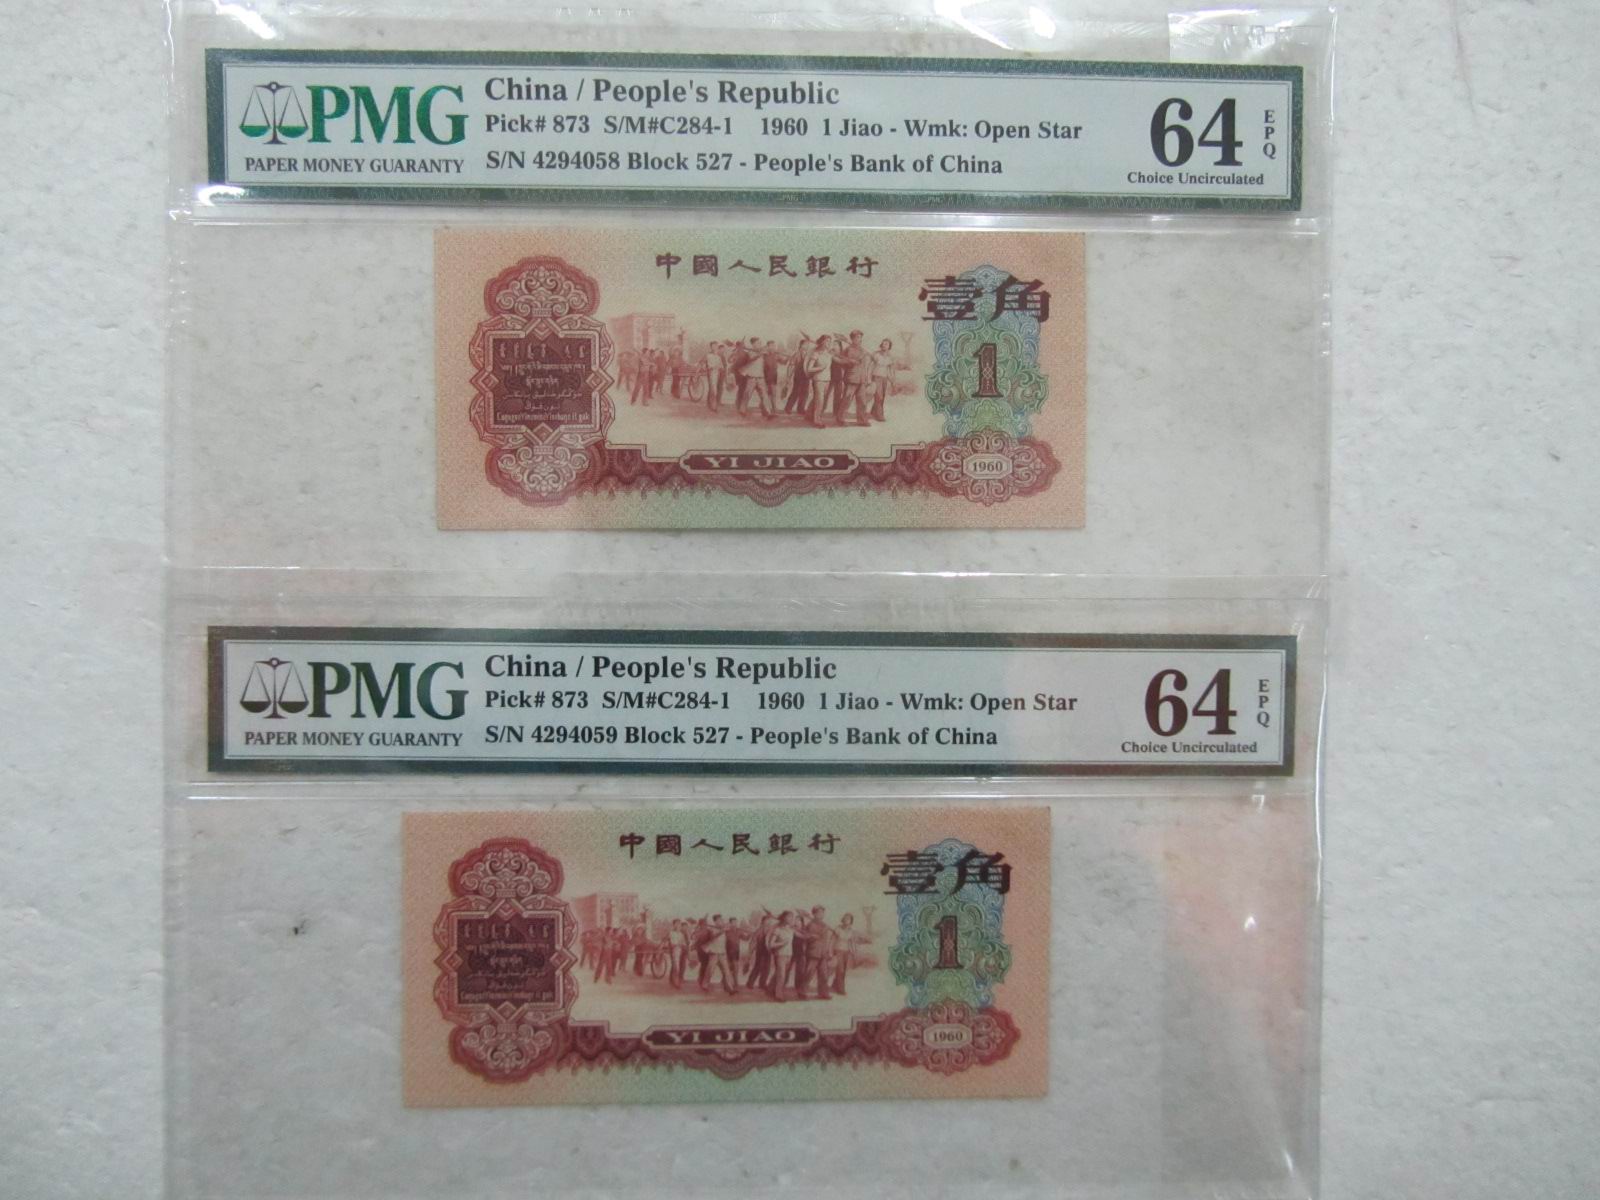 PMG
PAPER MONEY GUARANTY
China / People's Republic
Pick# 873 S/M#C284-1 1960 1 Jiao - Wmk: Open Star
S/N 4294058 Block 527 - People's Bank of China
64
EPQ
Choice Uncirculated
中國人民銀行
壹角
1
YI JIAO
1960
PMG
PAPER MONEY GUARANTY
China / People's Republic
Pick# 873 S/M#C284-1 1960 1 Jiao - Wmk: Open Star
S/N 4294059 Block 527 - People's Bank of China
64
EPQ
Choice Uncirculated
中國人民銀行
壹角
1
YI JIAO
1960